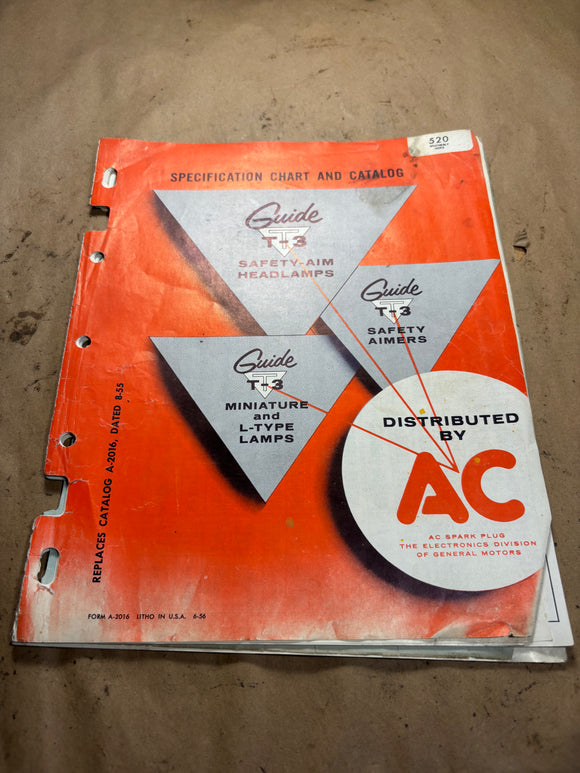 520
SPECIFICATION CHART AND CATALOG
Guide
T-3
SAFETY-AIM
HEADLAMPS
Guide
T-3
SAFETY
AIMERS
Guide
T-3
MINIATURE
and
L-TYPE
LAMPS
DISTRIBUTED
BY
AC
AC SPARK PLUG
THE ELECTRONICS DIVISION
OF GENERAL MOTORS
REPLACES CATALOG A-2016, DATED 8-55
FORM A-2016 LITHO IN U.S.A. 6-56